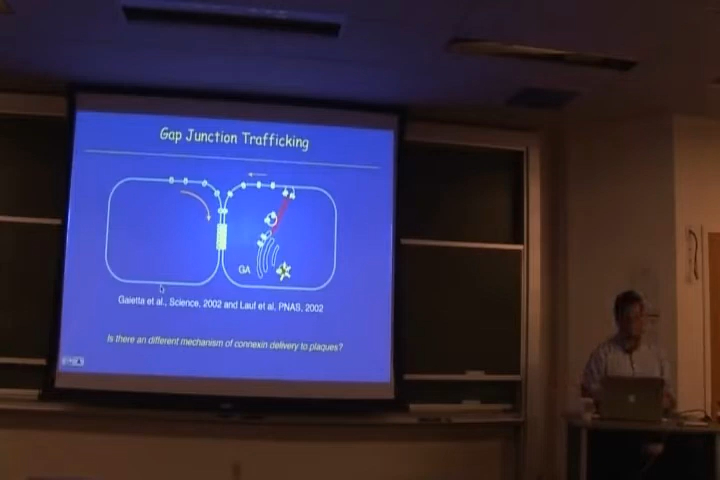 Gap Junction Trafficking
GA
Gaietta et al., Science, 2002 and Lauf et al, PNAS, 2002
Is there an different mechanism of connexin delivery to plaques?